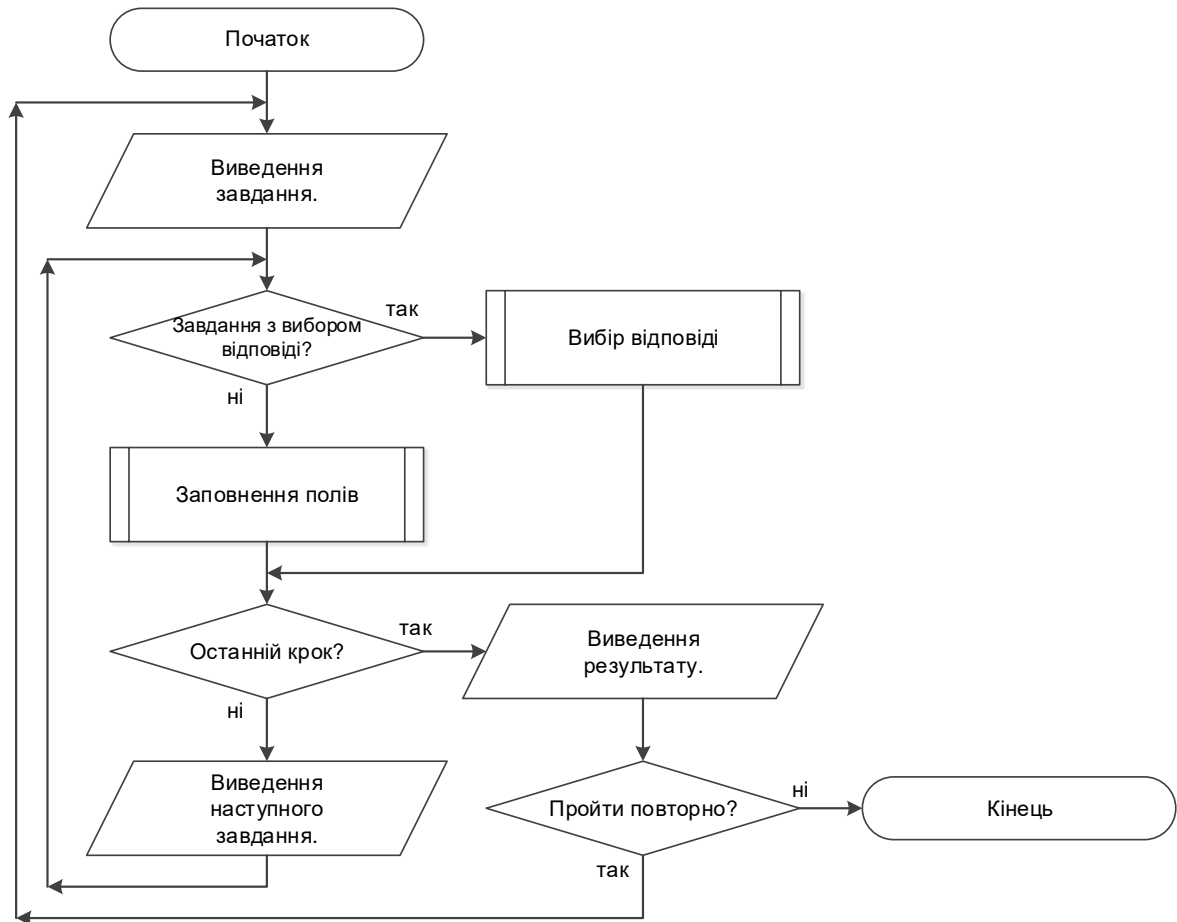 Початок
Виведення
завдання.
Завдання з вибором
відповіді?
так
Вибір відповіді
ні
Заповнення полів
Останній крок?
так
Виведення
результату.
ні
Виведення
наступного
завдання.
Пройти повторно?
ні
Кінець
так